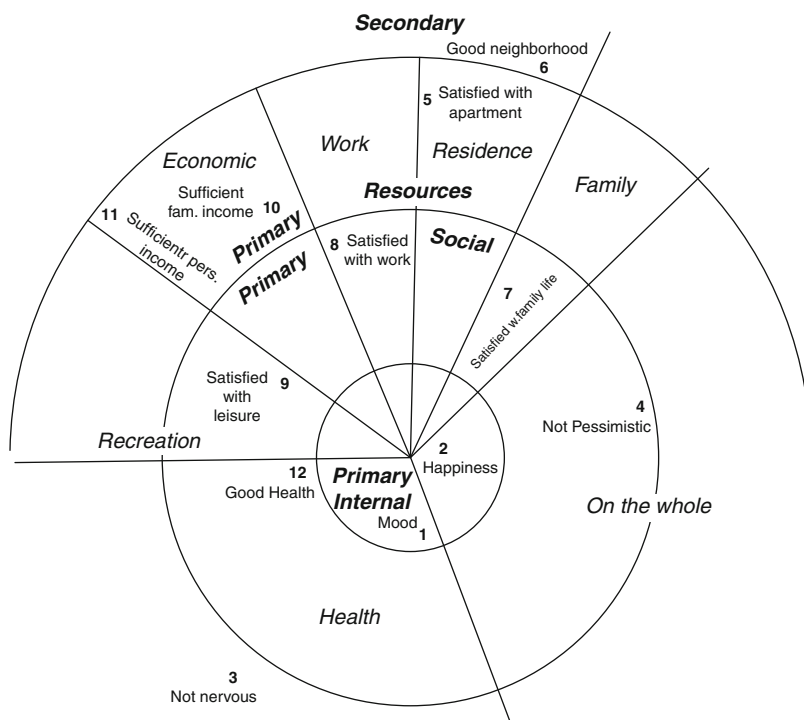 Secondary
Good neighborhood
6
5 Satisfied with
apartment
Work
Residence
Economic
Family
Sufficient
fam. income 10
Resources
11
Sufficientr pers.
income
Primary
Primary
8 Satisfied
with work
Social
7
Satisfied w.family life
Satisfied
with
leisure
9
4
Not Pessimistic
Recreation
2
Happiness
12
Good Health
Primary
Internal
Mood
1
On the whole
Health
3
Not nervous